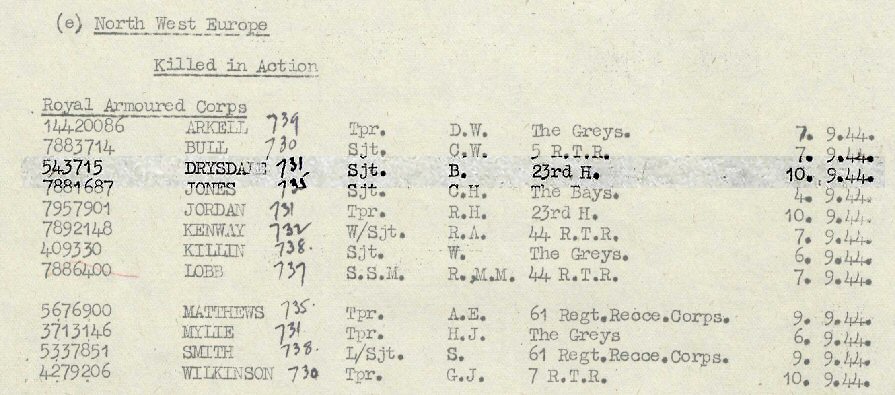 (e) North West Europe
Killed in Action
Royal Armoured Corps
14420086 ARKELL 739 Tpr. D.W. The Greys. 7. 9.44.
7883714 BULL 730 Sjt. C.W. 5 R.T.R. 7. 9.44.
543715 DRYSDALE 731 Sjt. B. 23rd H. 10. 9.44.
7881687 JONES 735 Sjt. C.H. The Bays. 4. 9.44.
7957901 JORDAN 731 Tpr. R.H. 23rd H. 10. 9.44.
7892148 KENWAY 732 W/Sjt. R.A. 44 R.T.R. 7. 9.44.
409330 KILLIN 738. Sjt. W. The Greys. 6. 9.44.
7886400 LOBB 737 S.S.M. R.M.M. 44 R.T.R. 7. 9.44.
5676900 MATTHEWS 735. Tpr. A.E. 61 Regt.Recce.Corps. 9. 9.44.
3713146 MYLIE 731 Tpr. H.J. The Greys 6. 9.44.
5337851 SMITH 738. L/Sjt. S. 61 Regt.Recce.Corps. 9. 9.44.
4279206 WILKINSON 730 Tpr. G.J. 7 R.T.R. 10. 9.44.